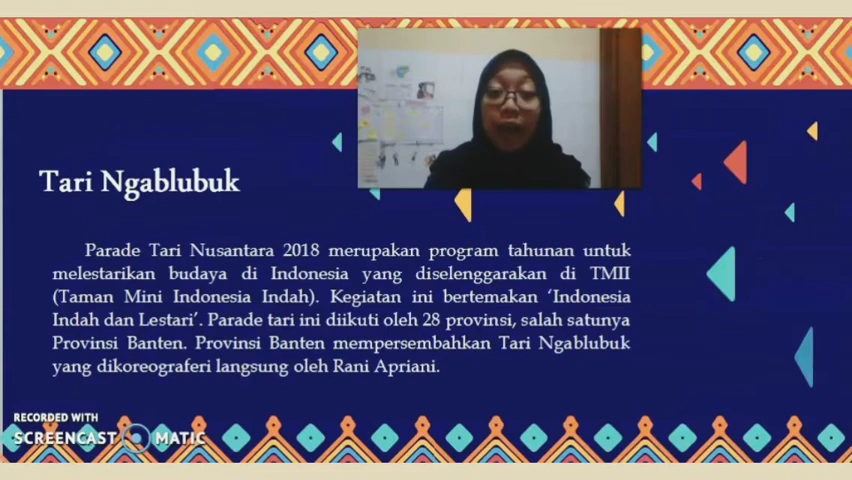 Tari Ngablubuk
Parade Tari Nusantara 2018 merupakan program tahunan untuk
melestarikan budaya di Indonesia yang diselenggarakan di TMII
(Taman Mini Indonesia Indah). Kegiatan ini bertemakan ‘Indonesia
Indah dan Lestari’. Parade tari ini diikuti oleh 28 provinsi, salah satunya
Provinsi Banten. Provinsi Banten mempersembahkan Tari Ngablubuk
yang dikoreograferi langsung oleh Rani Apriani.
RECORDED WITH
SCREENCAST MATIC